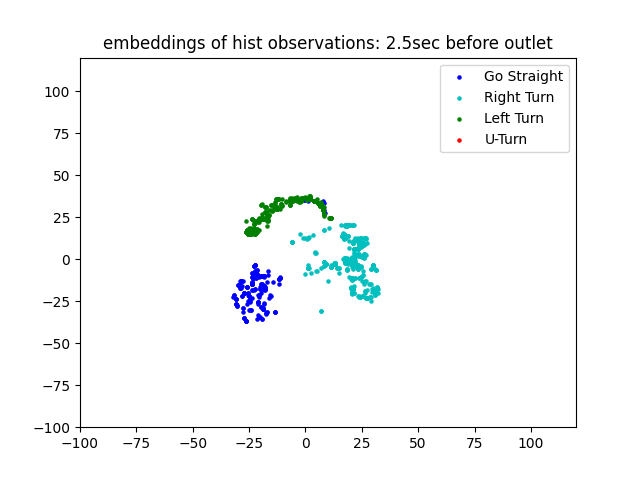 embeddings of hist observations: 2.5sec before outlet
Go Straight
Right Turn
Left Turn
U-Turn
100
75
50
25
0
−25
−50
−75
−100
−100 −75 −50 −25 0 25 50 75 100